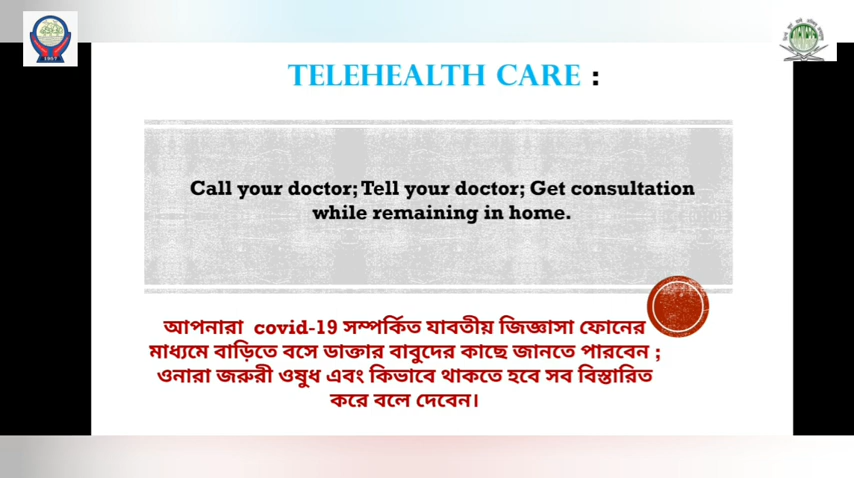 1957
TELEHEALTH CARE :
Call your doctor; Tell your doctor; Get consultation
while remaining in home.
আপনারা covid-19 সম্পর্কিত যাবতীয় জিজ্ঞাসা ফোনের
মাধ্যমে বাড়িতে বসে ডাক্তার বাবুদের কাছে জানতে পারবেন ;
ওনারা জরুরী ওষুধ এবং কিভাবে থাকতে হবে সব বিস্তারিত
করে বলে দেবেন।